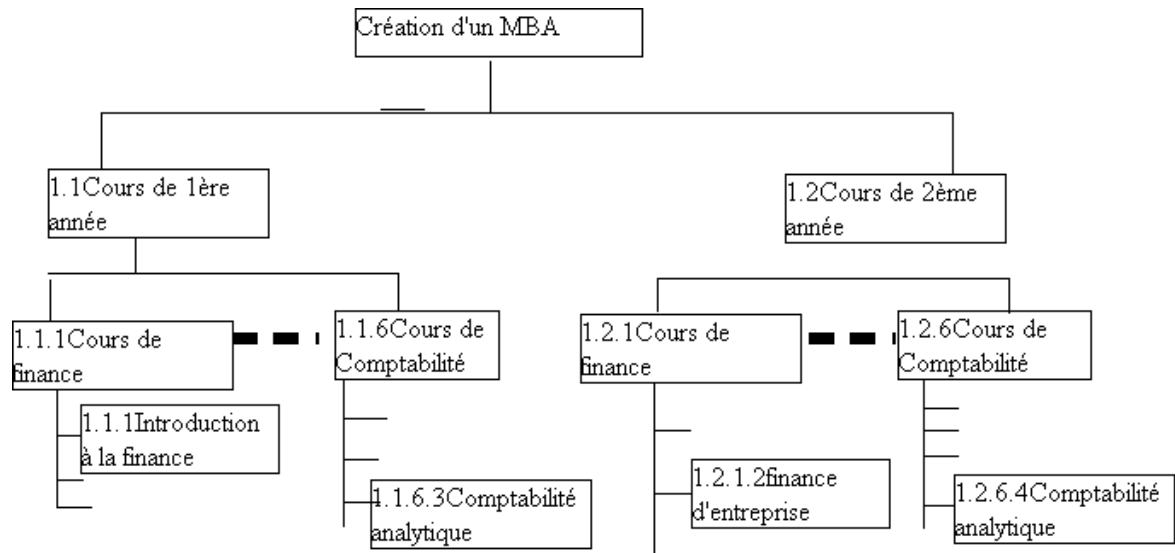 Création d'un MBA
1.1Cours de 1ère
année
1.2Cours de 2ème
année
1.1.1Cours de
finance
1.1.6Cours de
Comptabilité
1.2.1Cours de
finance
1.2.6Cours de
Comptabilité
1.1.1Introduction
à la finance
1.1.6.3Comptabilité
analytique
1.2.1.2finance
d'entreprise
1.2.6.4Comptabilité
analytique